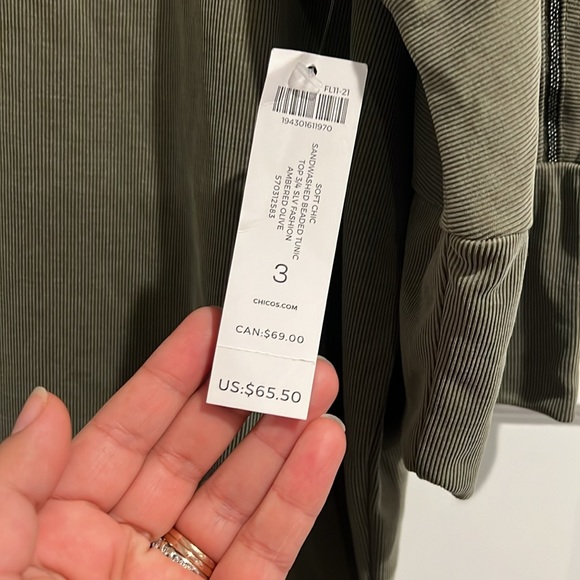 FL11-21
194301611970
SOFT CHIC
SANDWASHED BEADED TUNIC
TOP 3/4 SLV FASHION
AMBERED OLIVE
570312583
3
CHICOS.COM
CAN:$69.00
US:$65.50